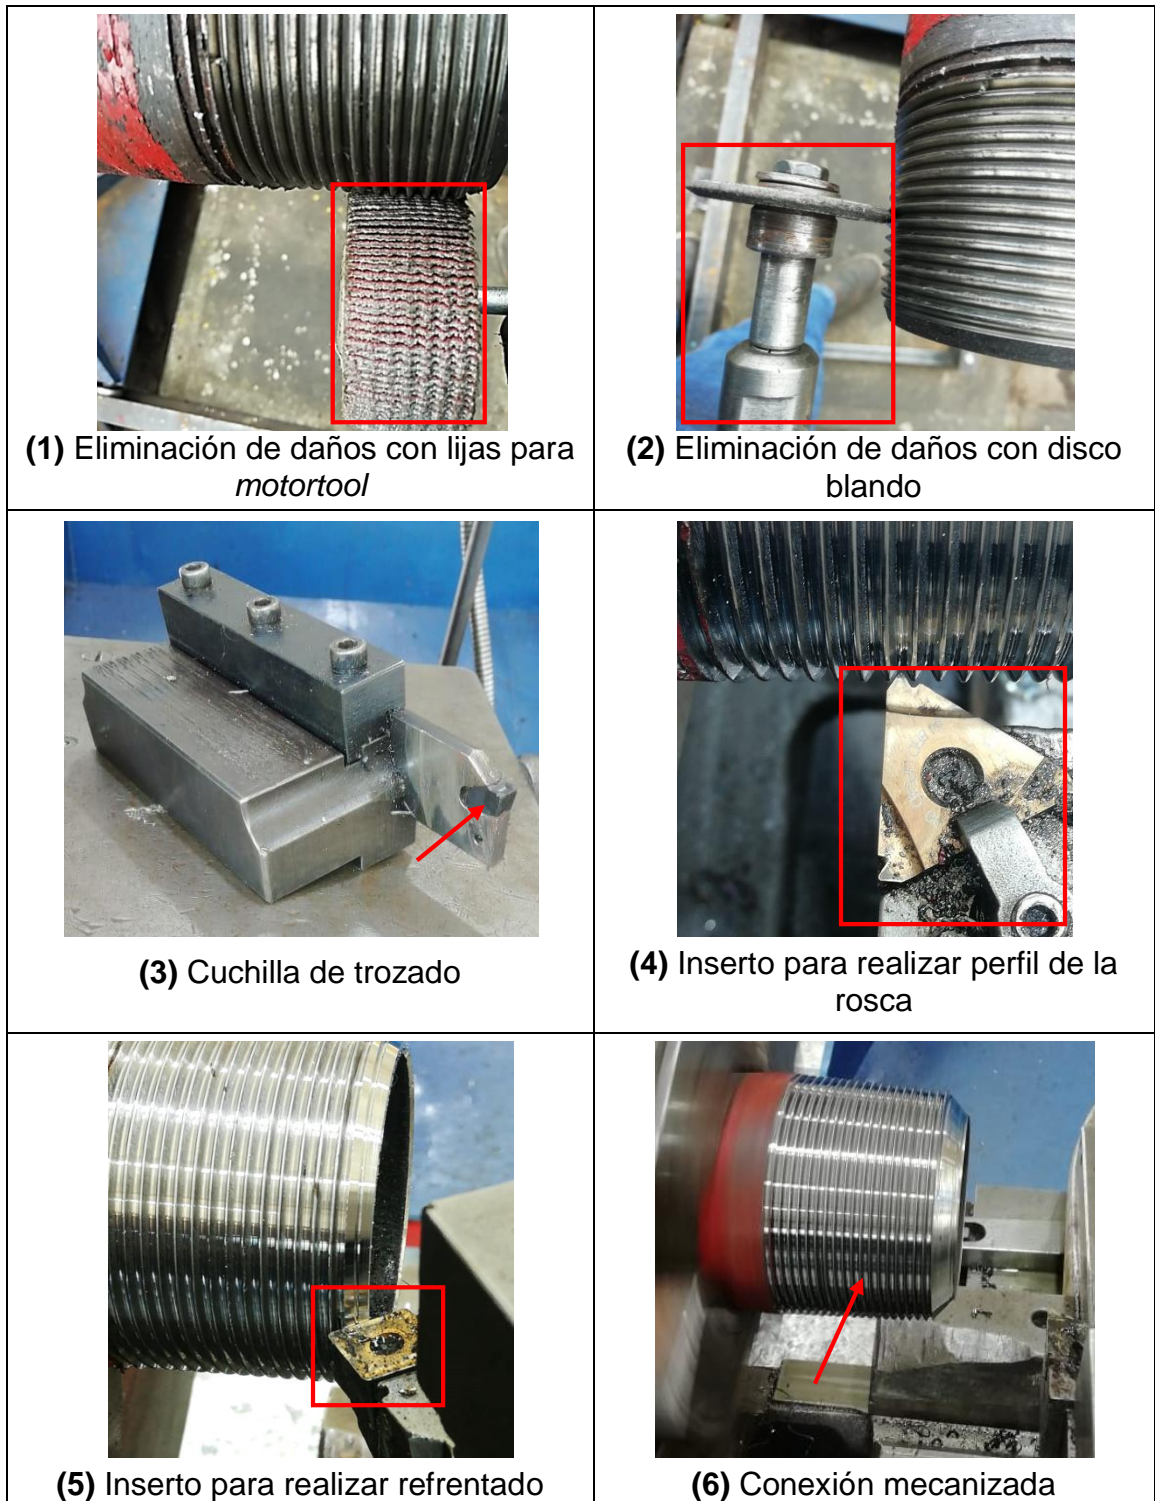 (1) Eliminación de daños con lijas para
motortool
(2) Eliminación de daños con disco
blando
(3) Cuchilla de trozado
(4) Inserto para realizar perfil de la
rosca
(5) Inserto para realizar refrentado
(6) Conexión mecanizada